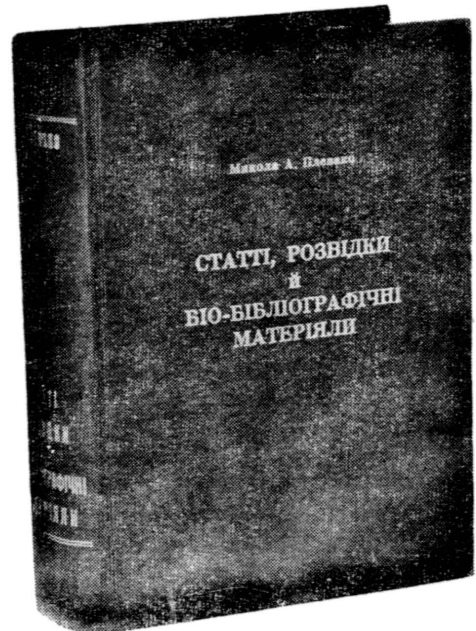 Микола А. Плевако
СТАТТІ, РОЗВІДКИ
й
БІО-БІБЛІОГРАФІЧНІ
МАТЕРІЯЛИ